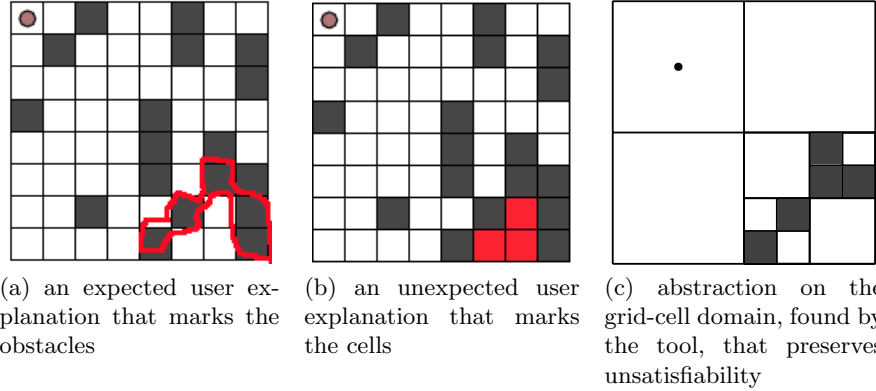 (a) an expected user ex-
planation that marks the
obstacles
(b) an unexpected user
explanation that marks
the cells
(c) abstraction on the
grid-cell domain, found by
the tool, that preserves
unsatisfiability